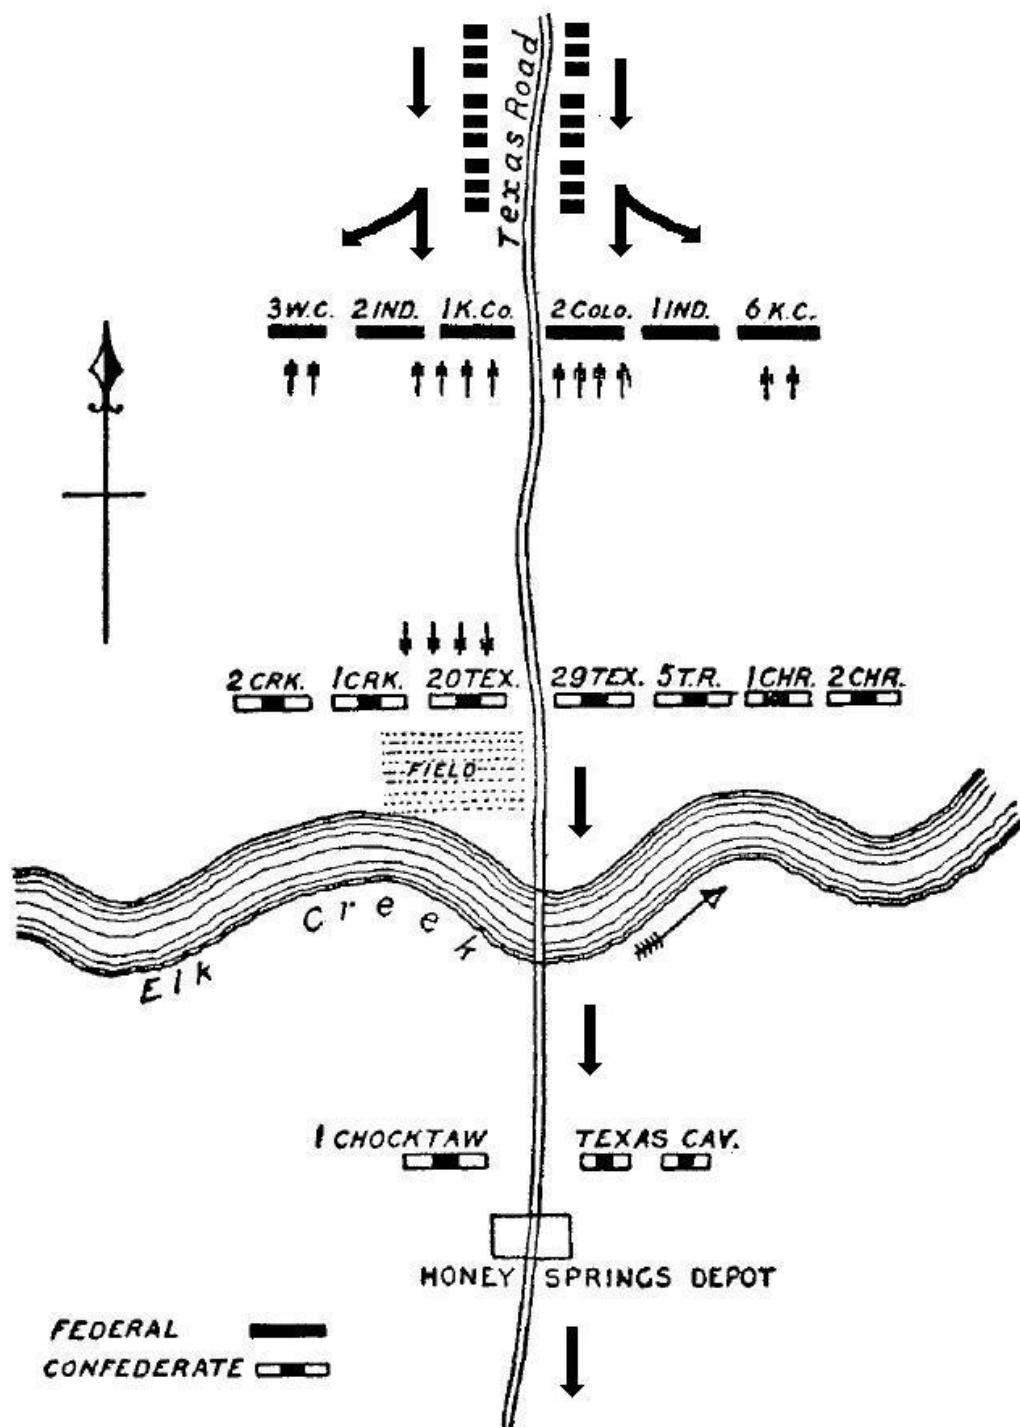 Texas Road
3 W.C. 2 IND. 1 K.Co. 2 COLO. 1 IND. 6 K.C.
2 CRK. 1 CRK. 20 TEX. 29 TEX. 5 T.R. 1 CHR. 2 CHR.
FIELD
Elk Creek
1 CHOCKTAW TEXAS CAV.
HONEY SPRINGS DEPOT
FEDERAL
CONFEDERATE